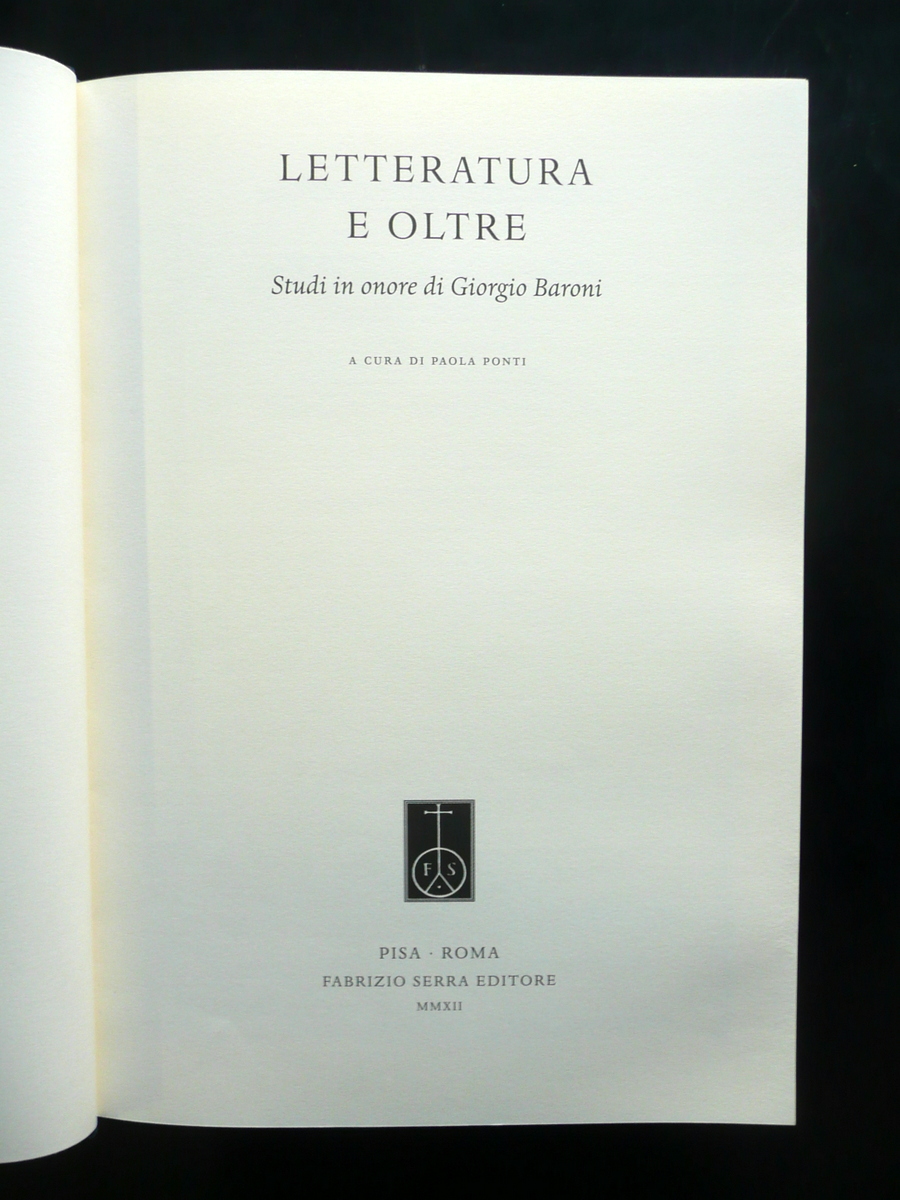 LETTERATURA
E OLTRE
Studi in onore di Giorgio Baroni
A CURA DI PAOLA PONTI
F S
PISA · ROMA
FABRIZIO SERRA EDITORE
MMXII